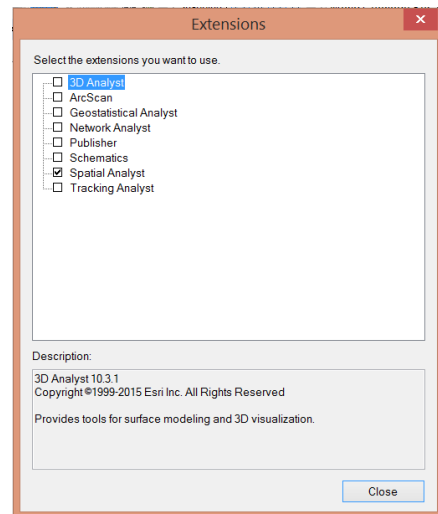 Extensions
Select the extensions you want to use.
3D Analyst
ArcScan
Geostatistical Analyst
Network Analyst
Publisher
Schematics
Spatial Analyst
Tracking Analyst
Description:
3D Analyst 10.3.1
Copyright ©1999-2015 Esri Inc. All Rights Reserved
Provides tools for surface modeling and 3D visualization.
Close